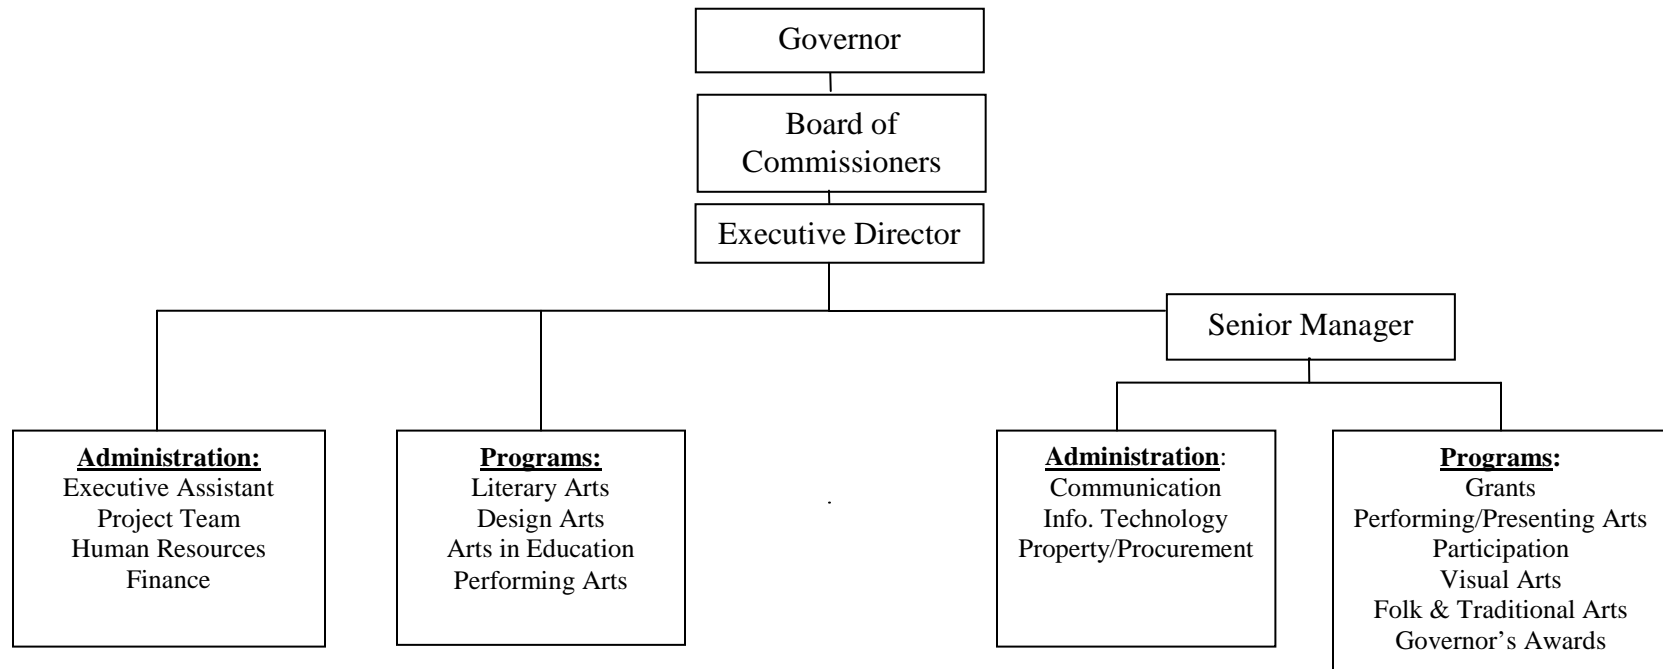 Governor
Board of
Commissioners
Executive Director
Senior Manager
Administration:
Executive Assistant
Project Team
Human Resources
Finance
Programs:
Literary Arts
Design Arts
Arts in Education
Performing Arts
Administration:
Communication
Info. Technology
Property/Procurement
Programs:
Grants
Performing/Presenting Arts
Participation
Visual Arts
Folk & Traditional Arts
Governor’s Awards